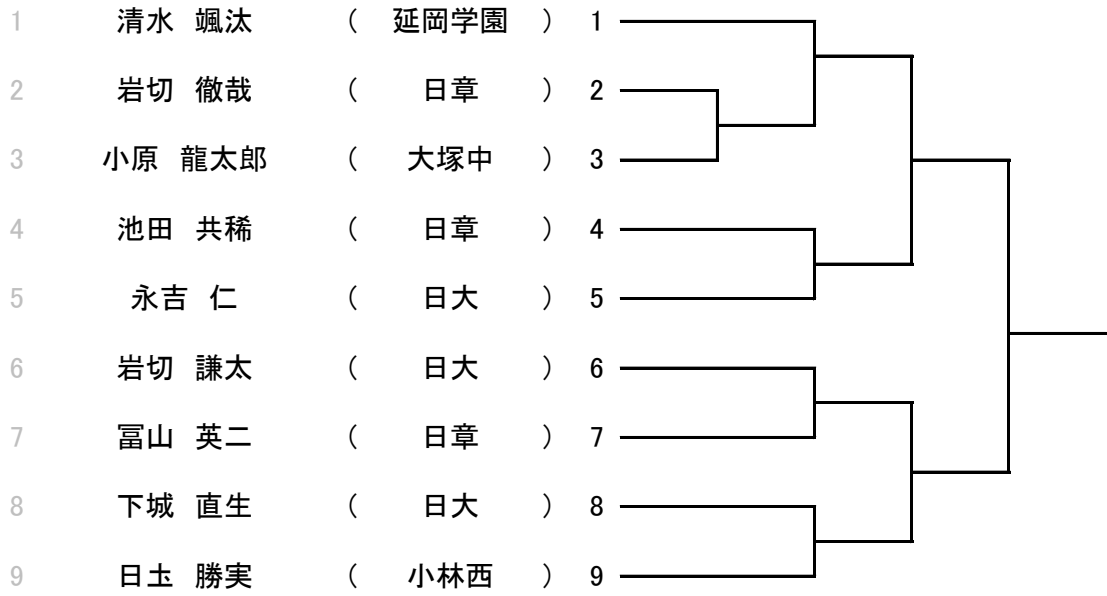 1 清水 颯汰 ( 延岡学園 ) 1
2 岩切 徹哉 ( 日章 ) 2
3 小原 龍太郎 ( 大塚中 ) 3
4 池田 共稀 ( 日章 ) 4
5 永吉 仁 ( 日大 ) 5
6 岩切 謙太 ( 日大 ) 6
7 冨山 英二 ( 日章 ) 7
8 下城 直生 ( 日大 ) 8
9 日圡 勝実 ( 小林西 ) 9